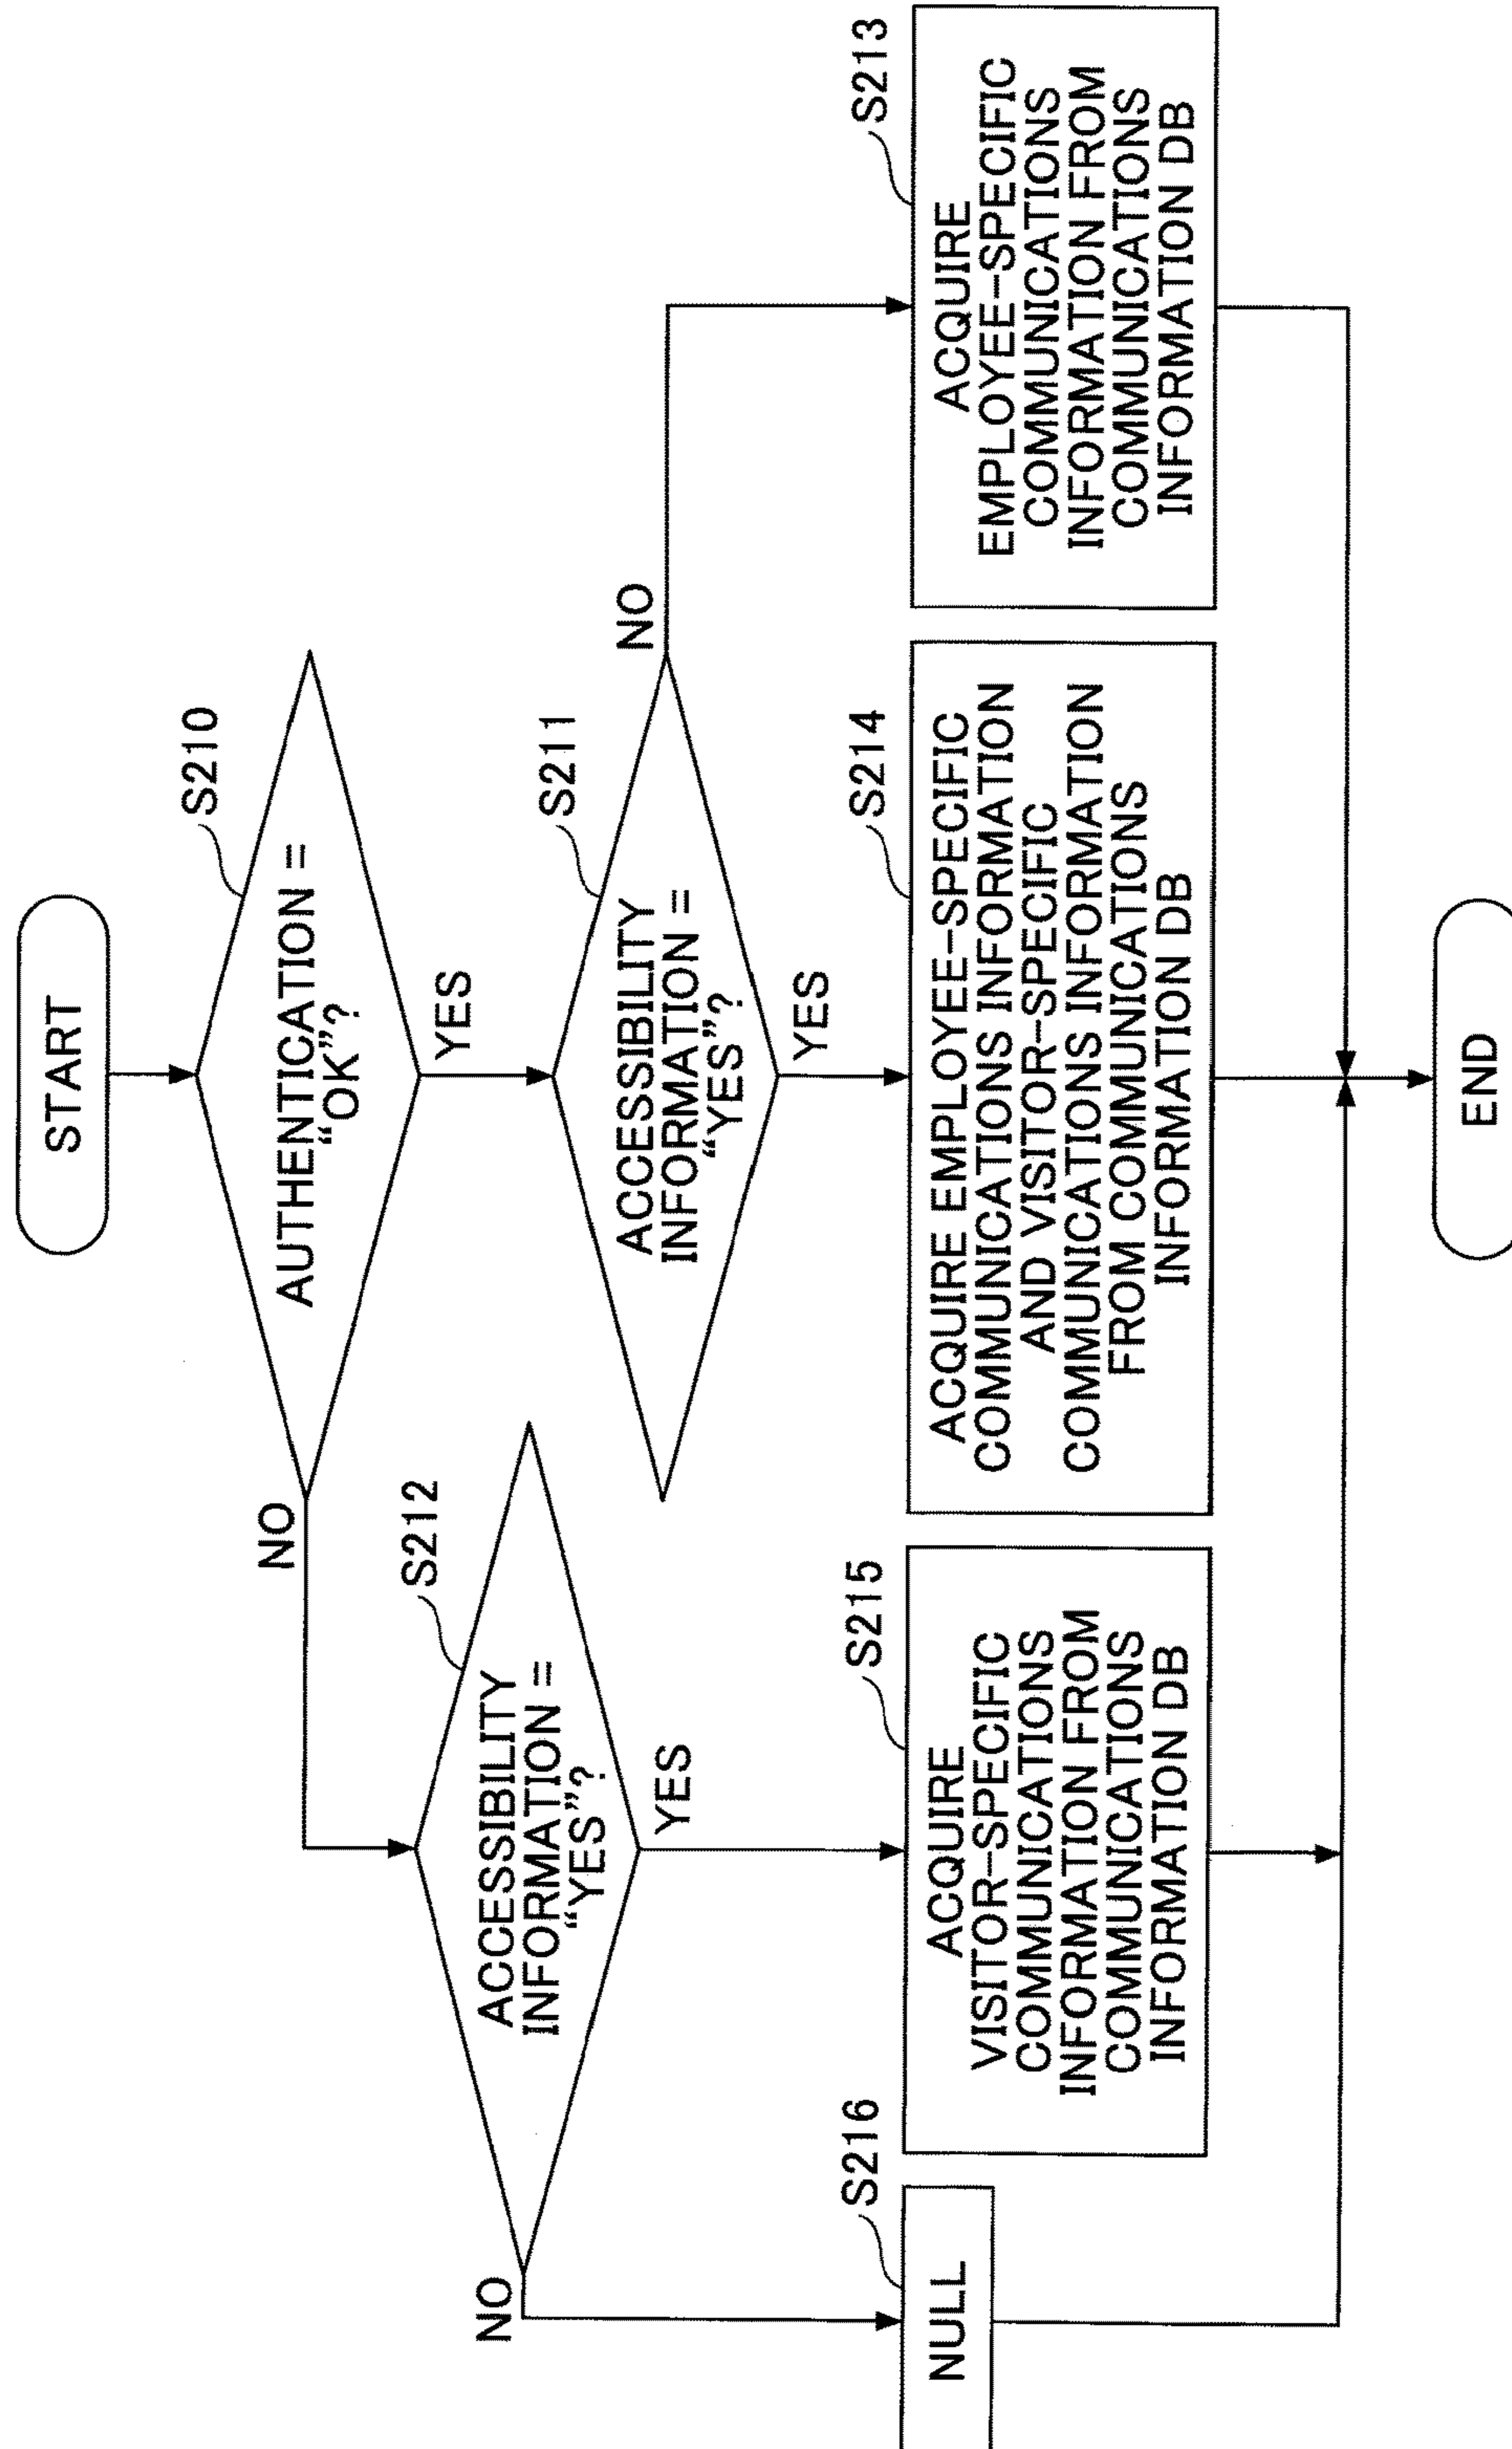 START
AUTHENTICATION =
“OK”?
S210
NO
YES
ACCESSIBILITY
INFORMATION =
“YES”?
S212
ACCESSIBILITY
INFORMATION =
“YES”?
S211
NO
YES
YES
NO
NULL
S216
ACQUIRE
VISITOR-SPECIFIC
COMMUNICATIONS
INFORMATION FROM
COMMUNICATIONS
INFORMATION DB
S215
ACQUIRE EMPLOYEE-SPECIFIC
COMMUNICATIONS INFORMATION
AND VISITOR-SPECIFIC
COMMUNICATIONS INFORMATION
FROM COMMUNICATIONS
INFORMATION DB
S214
ACQUIRE
EMPLOYEE-SPECIFIC
COMMUNICATIONS
INFORMATION FROM
COMMUNICATIONS
INFORMATION DB
S213
END